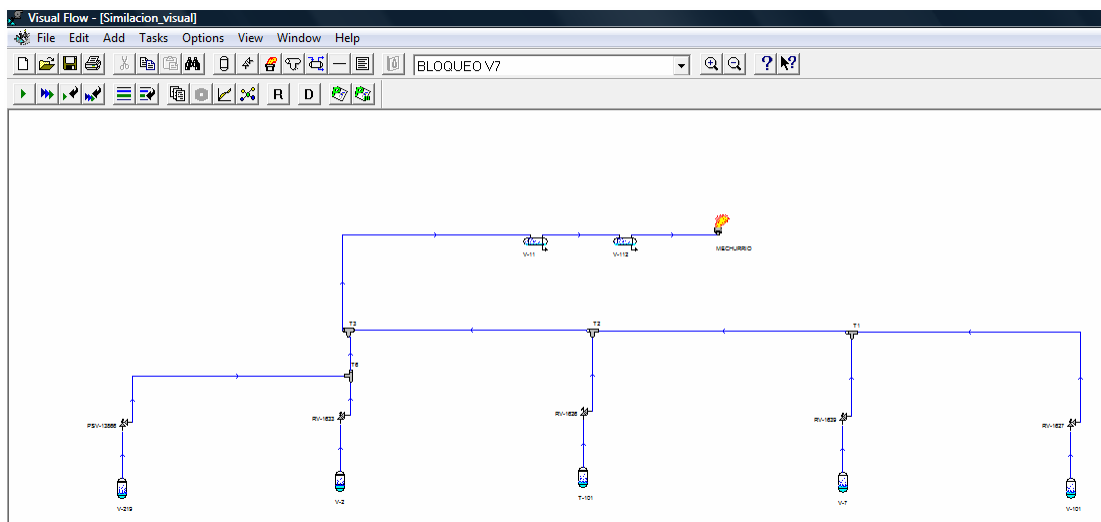 Visual Flow - [Similacion_visual]
File Edit Add Tasks Options View Window Help
BLOQUEO V7
R D
MECHURRIO
V-11 V-112
T3 T2 T1
T6
PSV-13866 RV-1633 RV-1626 RV-1629 RV-1627
V-219 V-2 T-101 V-7 V-101